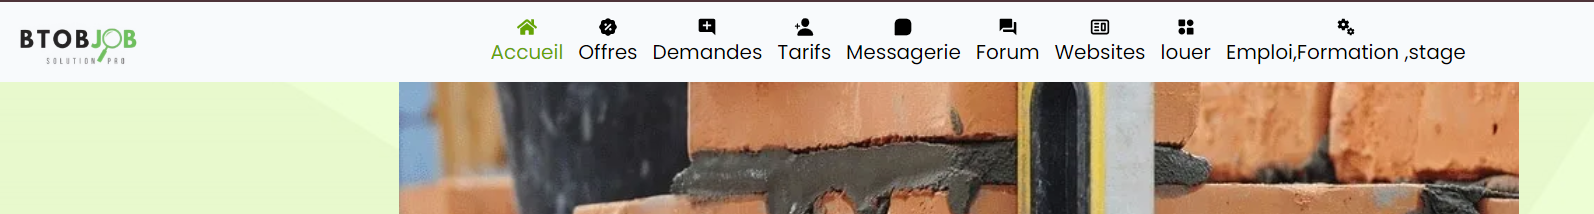 BTOBJOB
SOLUTION PRO
Accueil Offres Demandes Tarifs Messagerie Forum Websites louer Emploi,Formation ,stage